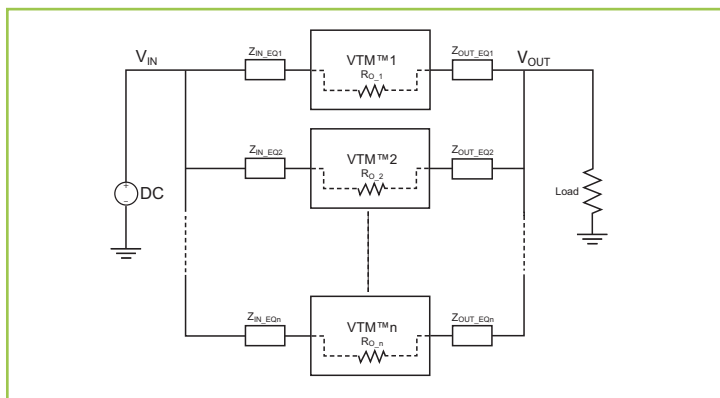 V_IN
Z_IN_EQ1
VTM™1
R_O_1
Z_OUT_EQ1
V_OUT
Z_IN_EQ2
VTM™2
R_O_2
Z_OUT_EQ2
+
−
DC
Load
Z_IN_EQn
VTM™n
R_O_n
Z_OUT_EQn